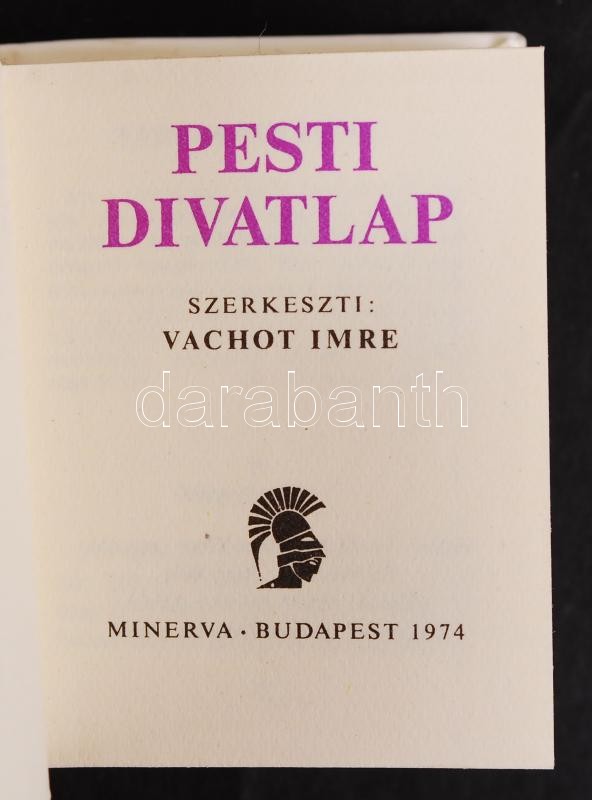 PESTI
DIVATLAP
SZERKESZTI:
VACHOT IMRE
darabanth
MINERVA · BUDAPEST 1974